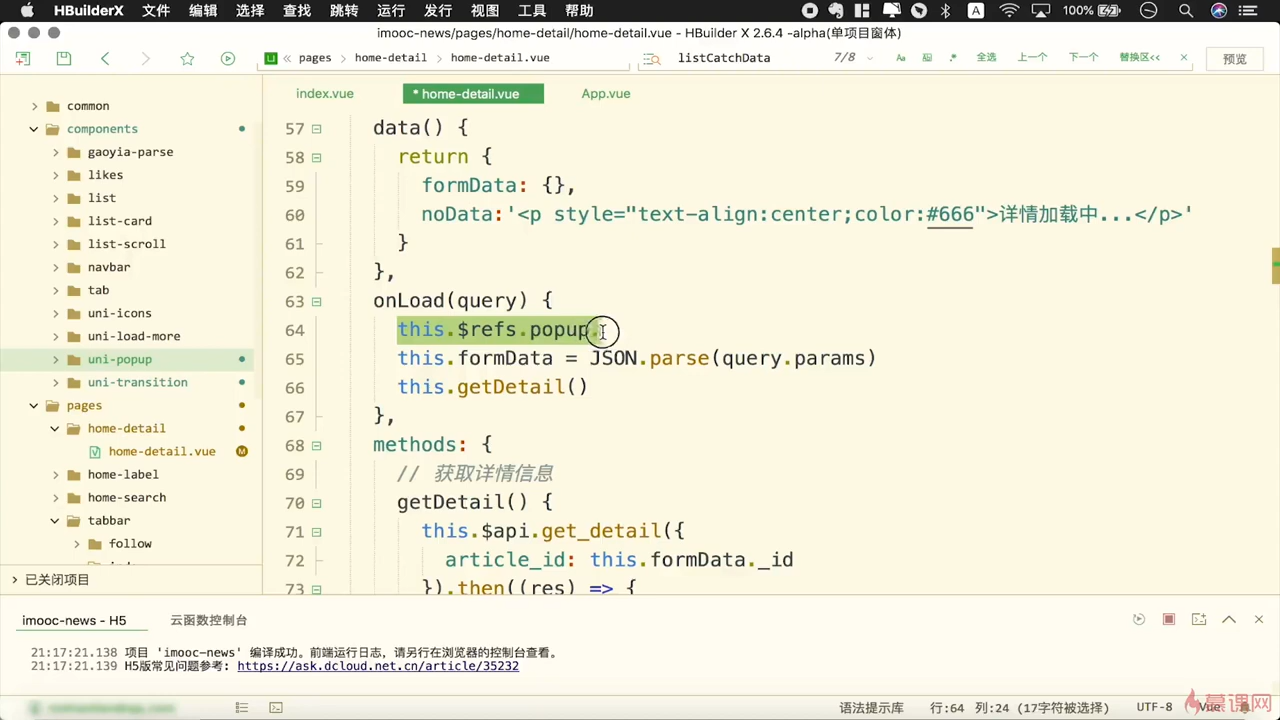 HBuilderX 文件 编辑 选择 查找 跳转 运行 发行 视图 工具 帮助 A 100%
imooc-news/pages/home-detail/home-detail.vue - HBuilder X 2.6.4 -alpha(单项目窗体)
U « pages home-detail home-detail.vue listCatchData 7/8 Aa .* 全选 上一个 下一个 替换区<< 预览
index.vue * home-detail.vue App.vue
common
components
gaoyia-parse
likes
list
list-card
list-scroll
navbar
tab
uni-icons
uni-load-more
uni-popup
uni-transition
pages
home-detail
home-detail.vue M
home-label
home-search
tabbar
follow
已关闭项目
57 data() {
58 return {
59 formData: {},
60 noData:'<p style="text-align:center;color:#666">详情加载中...</p>'
61 }
62 },
63 onLoad(query) {
64 this.$refs.popup.
65 this.formData = JSON.parse(query.params)
66 this.getDetail()
67 },
68 methods: {
69 // 获取详情信息
70 getDetail() {
71 this.$api.get_detail({
72 article_id: this.formData._id
73 }).then((res) => {
imooc-news - H5 云函数控制台
21:17:21.138 项目 'imooc-news' 编译成功。前端运行日志，请另行在浏览器的控制台查看。
21:17:21.139 H5版常见问题参考: https://ask.dcloud.net.cn/article/35232
语法提示库 行:64 列:24 (17字符被选择) UTF-8 Vue
慕课网